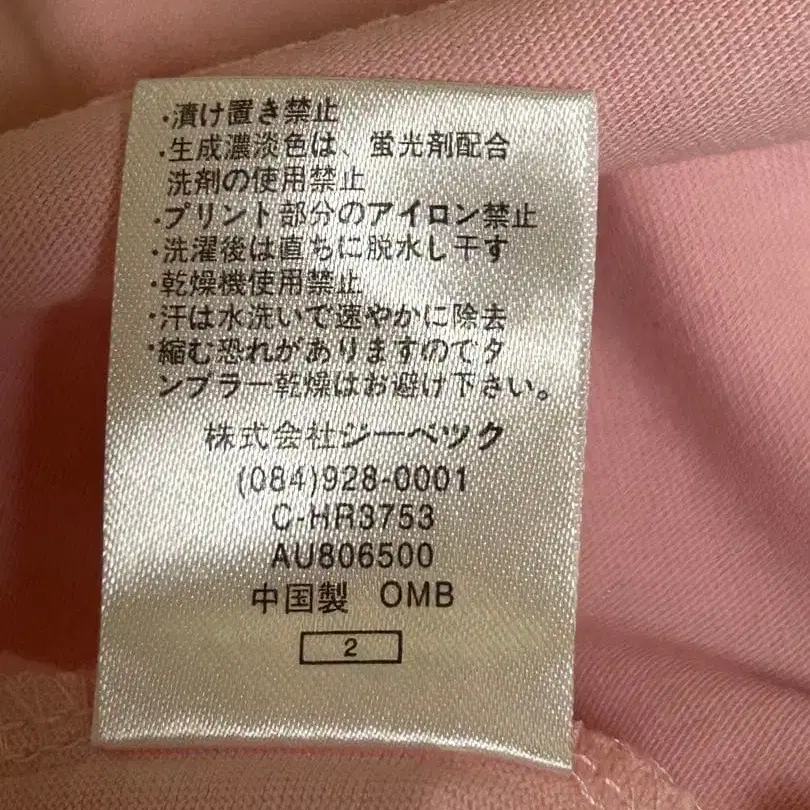 ・漬け置き禁止
・生成濃淡色は、蛍光剤配合
洗剤の使用禁止
・プリント部分のアイロン禁止
・洗濯後は直ちに脱水し干す
・乾燥機使用禁止
・汗は水洗いで速やかに除去
・縮む恐れがありますのでタ
ンブラー乾燥はお避け下さい。
株式会社ジーベック
(084)928-0001
C-HR3753
AU806500
中国製 OMB
2